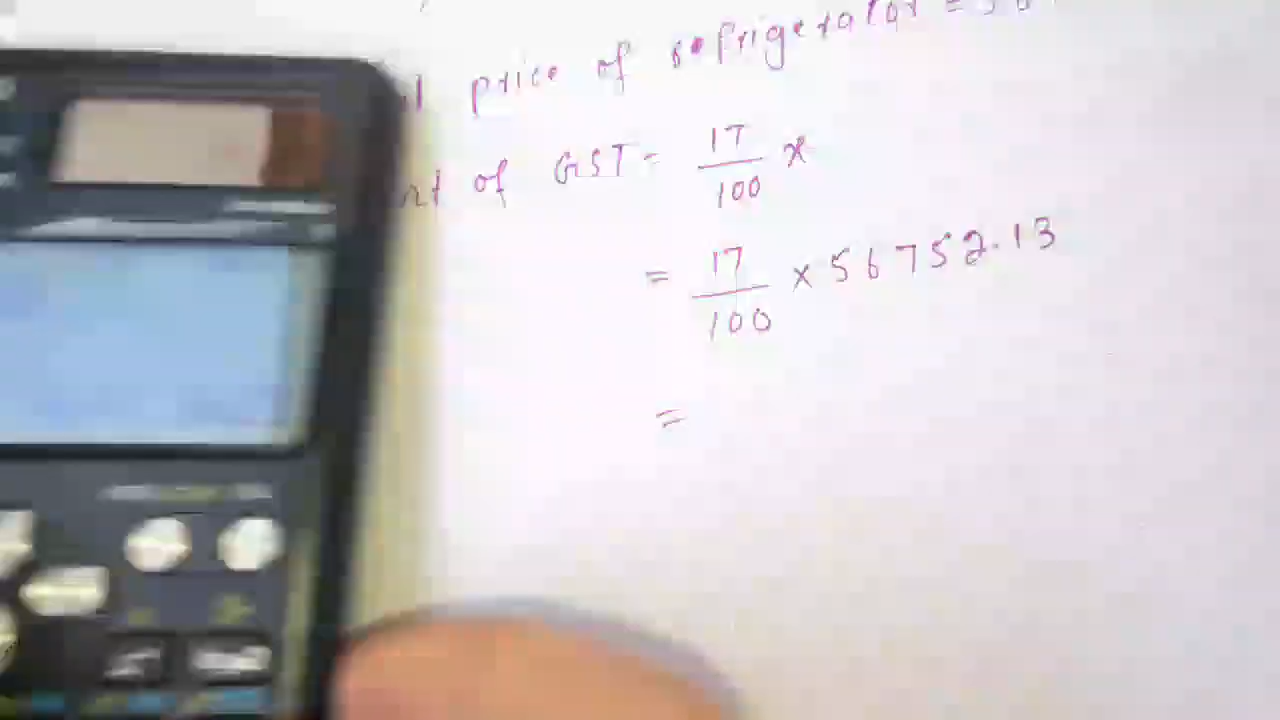 price of refrigerator =
of GST = 17/100 x
= 17/100 x 56752.13
=